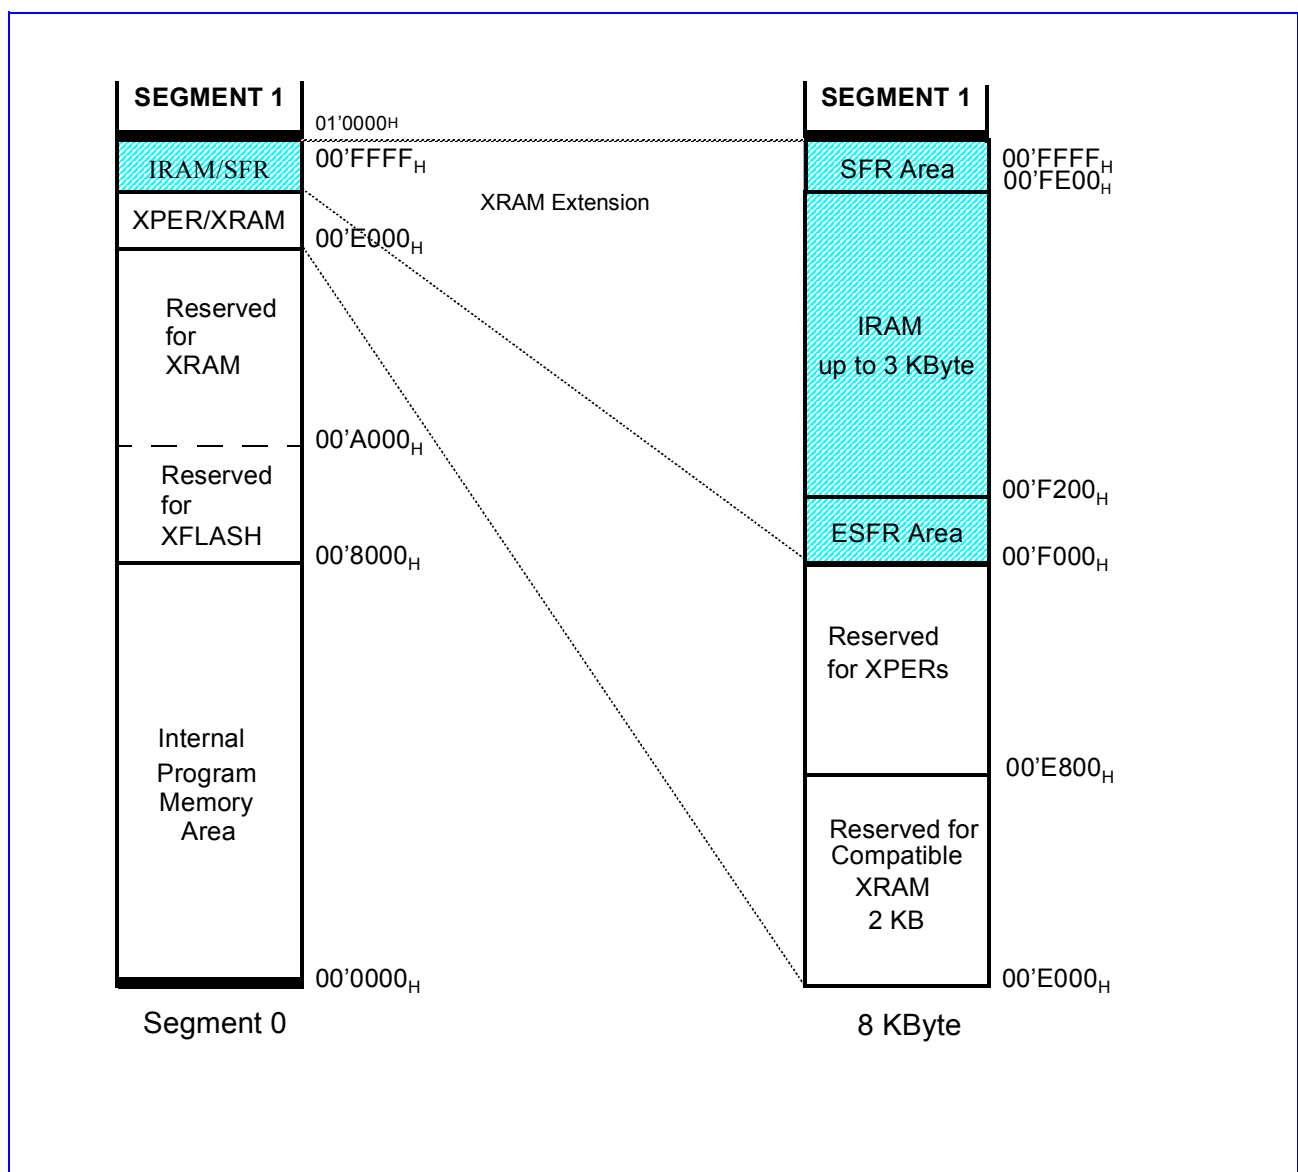 SEGMENT 1
01'0000H
IRAM/SFR
00'FFFFH
XPER/XRAM
00'E000H
Reserved
for
XRAM
00'A000H
Reserved
for
XFLASH
00'8000H
Internal
Program
Memory
Area
00'0000H
Segment 0
XRAM Extension
SEGMENT 1
SFR Area
00'FFFFH
00'FE00H
IRAM
up to 3 KByte
00'F200H
ESFR Area
00'F000H
Reserved
for XPERs
00'E800H
Reserved for
Compatible
XRAM
2 KB
00'E000H
8 KByte